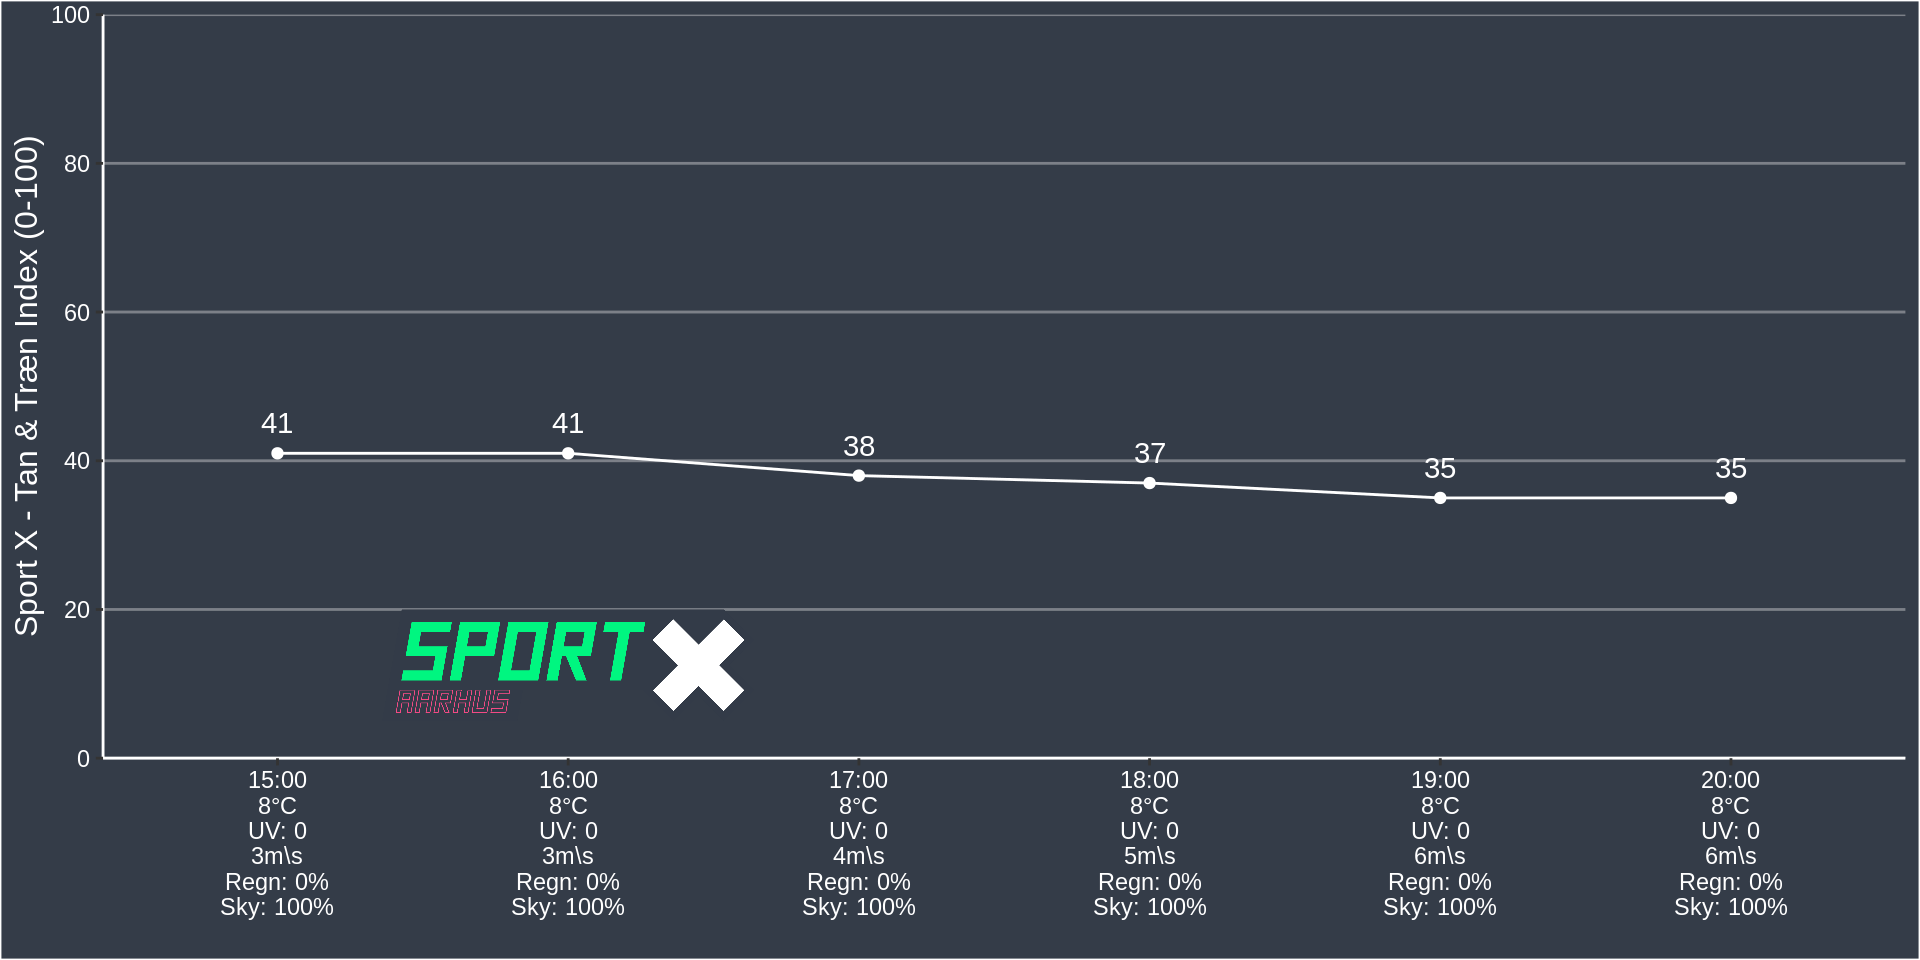 Sport X - Tan & Træn Index (0-100)
100
80
60
40
20
0
41
41
38
37
35
35
SPORT X
AARHUS
15:00
8°C
UV: 0
3m\s
Regn: 0%
Sky: 100%
16:00
8°C
UV: 0
3m\s
Regn: 0%
Sky: 100%
17:00
8°C
UV: 0
4m\s
Regn: 0%
Sky: 100%
18:00
8°C
UV: 0
5m\s
Regn: 0%
Sky: 100%
19:00
8°C
UV: 0
6m\s
Regn: 0%
Sky: 100%
20:00
8°C
UV: 0
6m\s
Regn: 0%
Sky: 100%